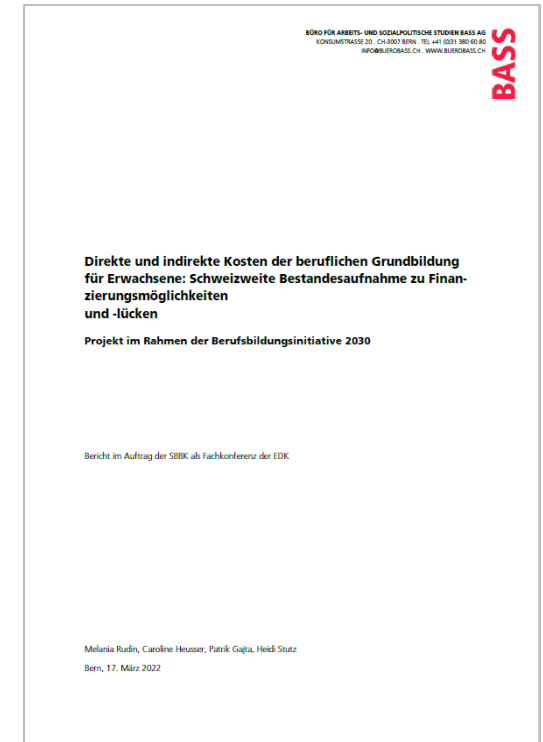 BÜRO FÜR ARBEITS- UND SOZIALPOLITISCHE STUDIEN BASS AG
KONSUMSTRASSE 20 . CH-3007 BERN . TEL +41 (0)31 380 60 80
INFO@BUEROBASS.CH . WWW.BUEROBASS.CH
BASS
Direkte und indirekte Kosten der beruflichen Grundbildung
für Erwachsene: Schweizweite Bestandesaufnahme zu Finan-
zierungsmöglichkeiten
und -lücken
Projekt im Rahmen der Berufsbildungsinitiative 2030
Bericht im Auftrag der SBBK als Fachkonferenz der EDK
Melania Rudin, Caroline Heusser, Patrik Gajta, Heidi Stutz
Bern, 17. März 2022